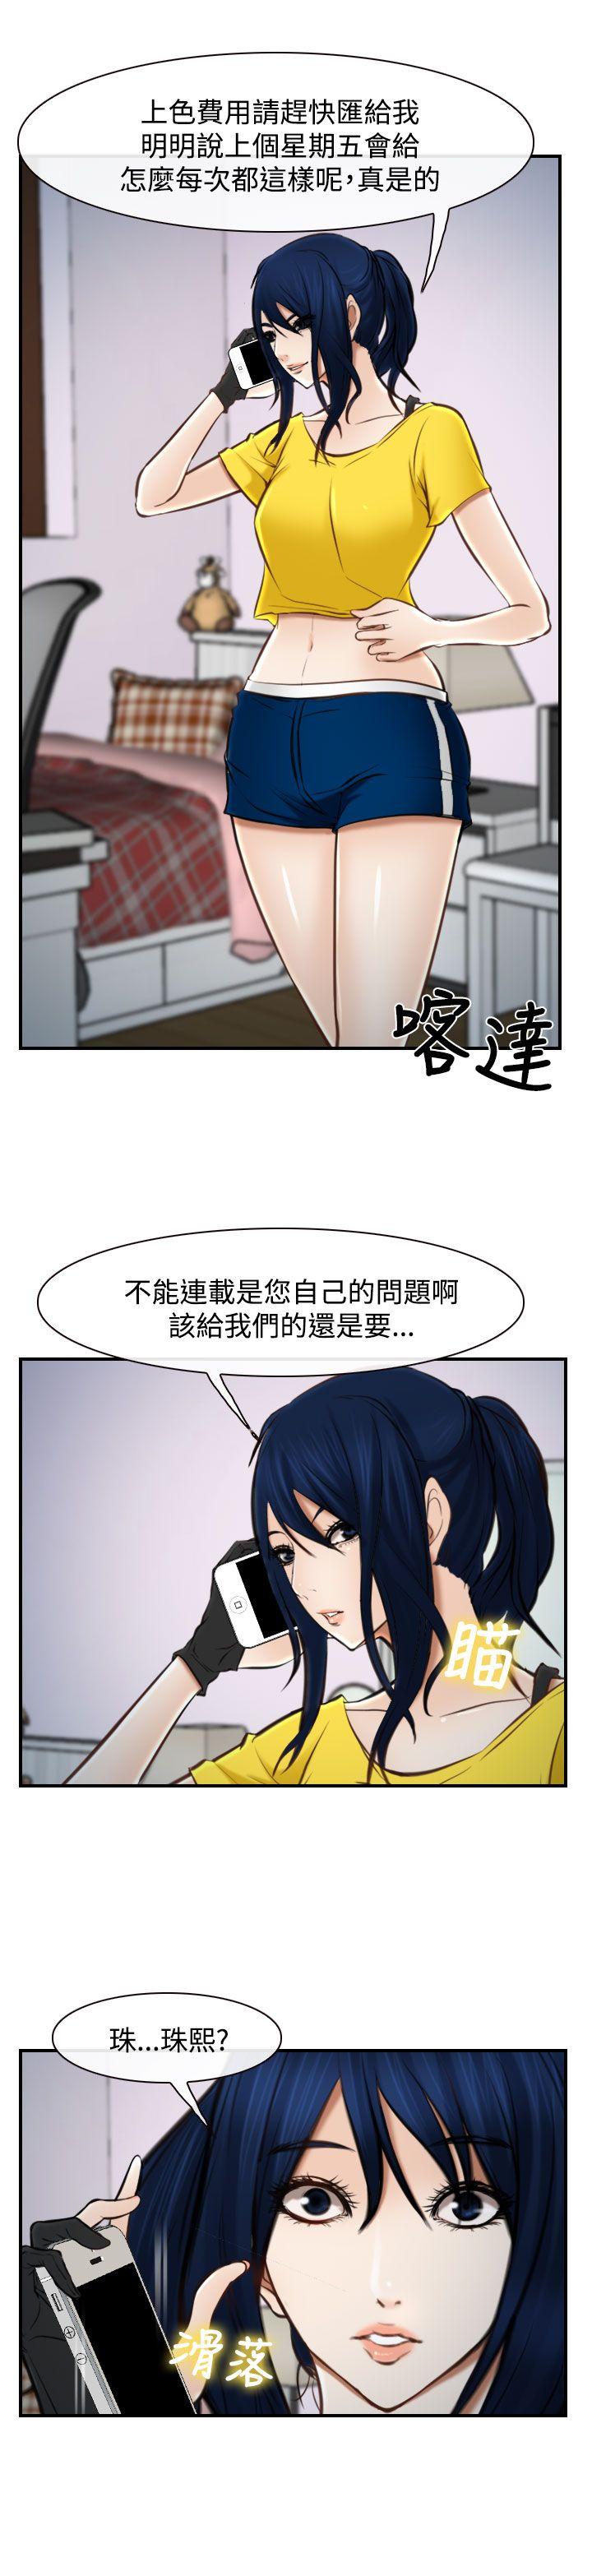 上色費用請趕快匯給我
明明說上個星期五會給
怎麼每次都這樣呢，真是的
喀達
不能連載是您自己的問題啊
該給我們的還是要...
瞄
珠...珠熙?
滑落